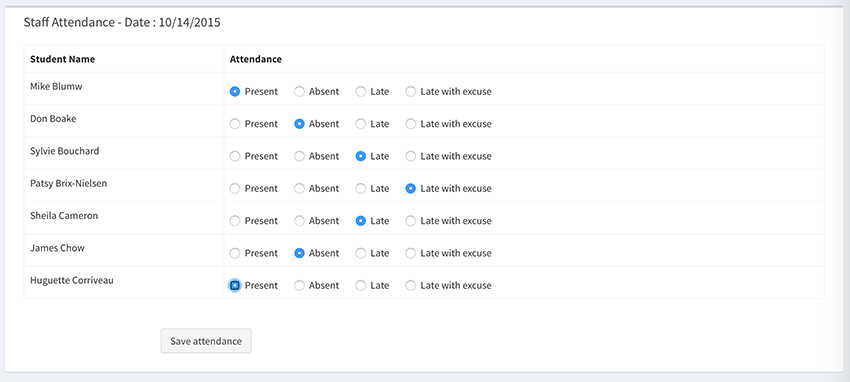 Staff Attendance - Date : 10/14/2015
Student Name Attendance
Mike Blumw Present Absent Late Late with excuse
Don Boake Present Absent Late Late with excuse
Sylvie Bouchard Present Absent Late Late with excuse
Patsy Brix-Nielsen Present Absent Late Late with excuse
Sheila Cameron Present Absent Late Late with excuse
James Chow Present Absent Late Late with excuse
Huguette Corriveau Present Absent Late Late with excuse
Save attendance